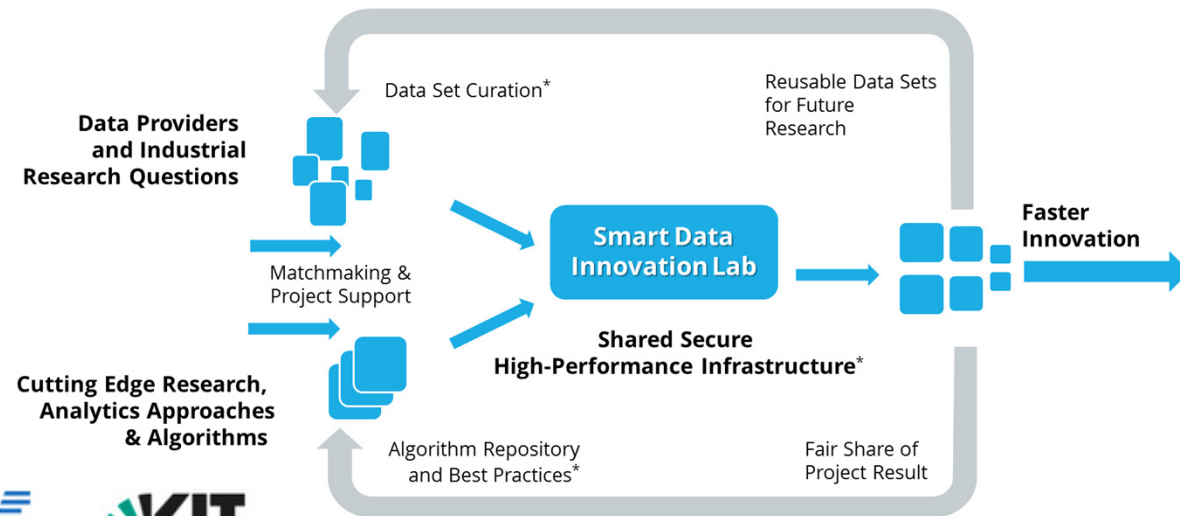 Data Set Curation*
Reusable Data Sets
for Future
Research
Data Providers
and Industrial
Research Questions
Matchmaking &
Project Support
Smart Data
Innovation Lab
Faster
Innovation
Shared Secure
High-Performance Infrastructure*
Cutting Edge Research,
Analytics Approaches
& Algorithms
Algorithm Repository
and Best Practices*
Fair Share of
Project Result
KIT